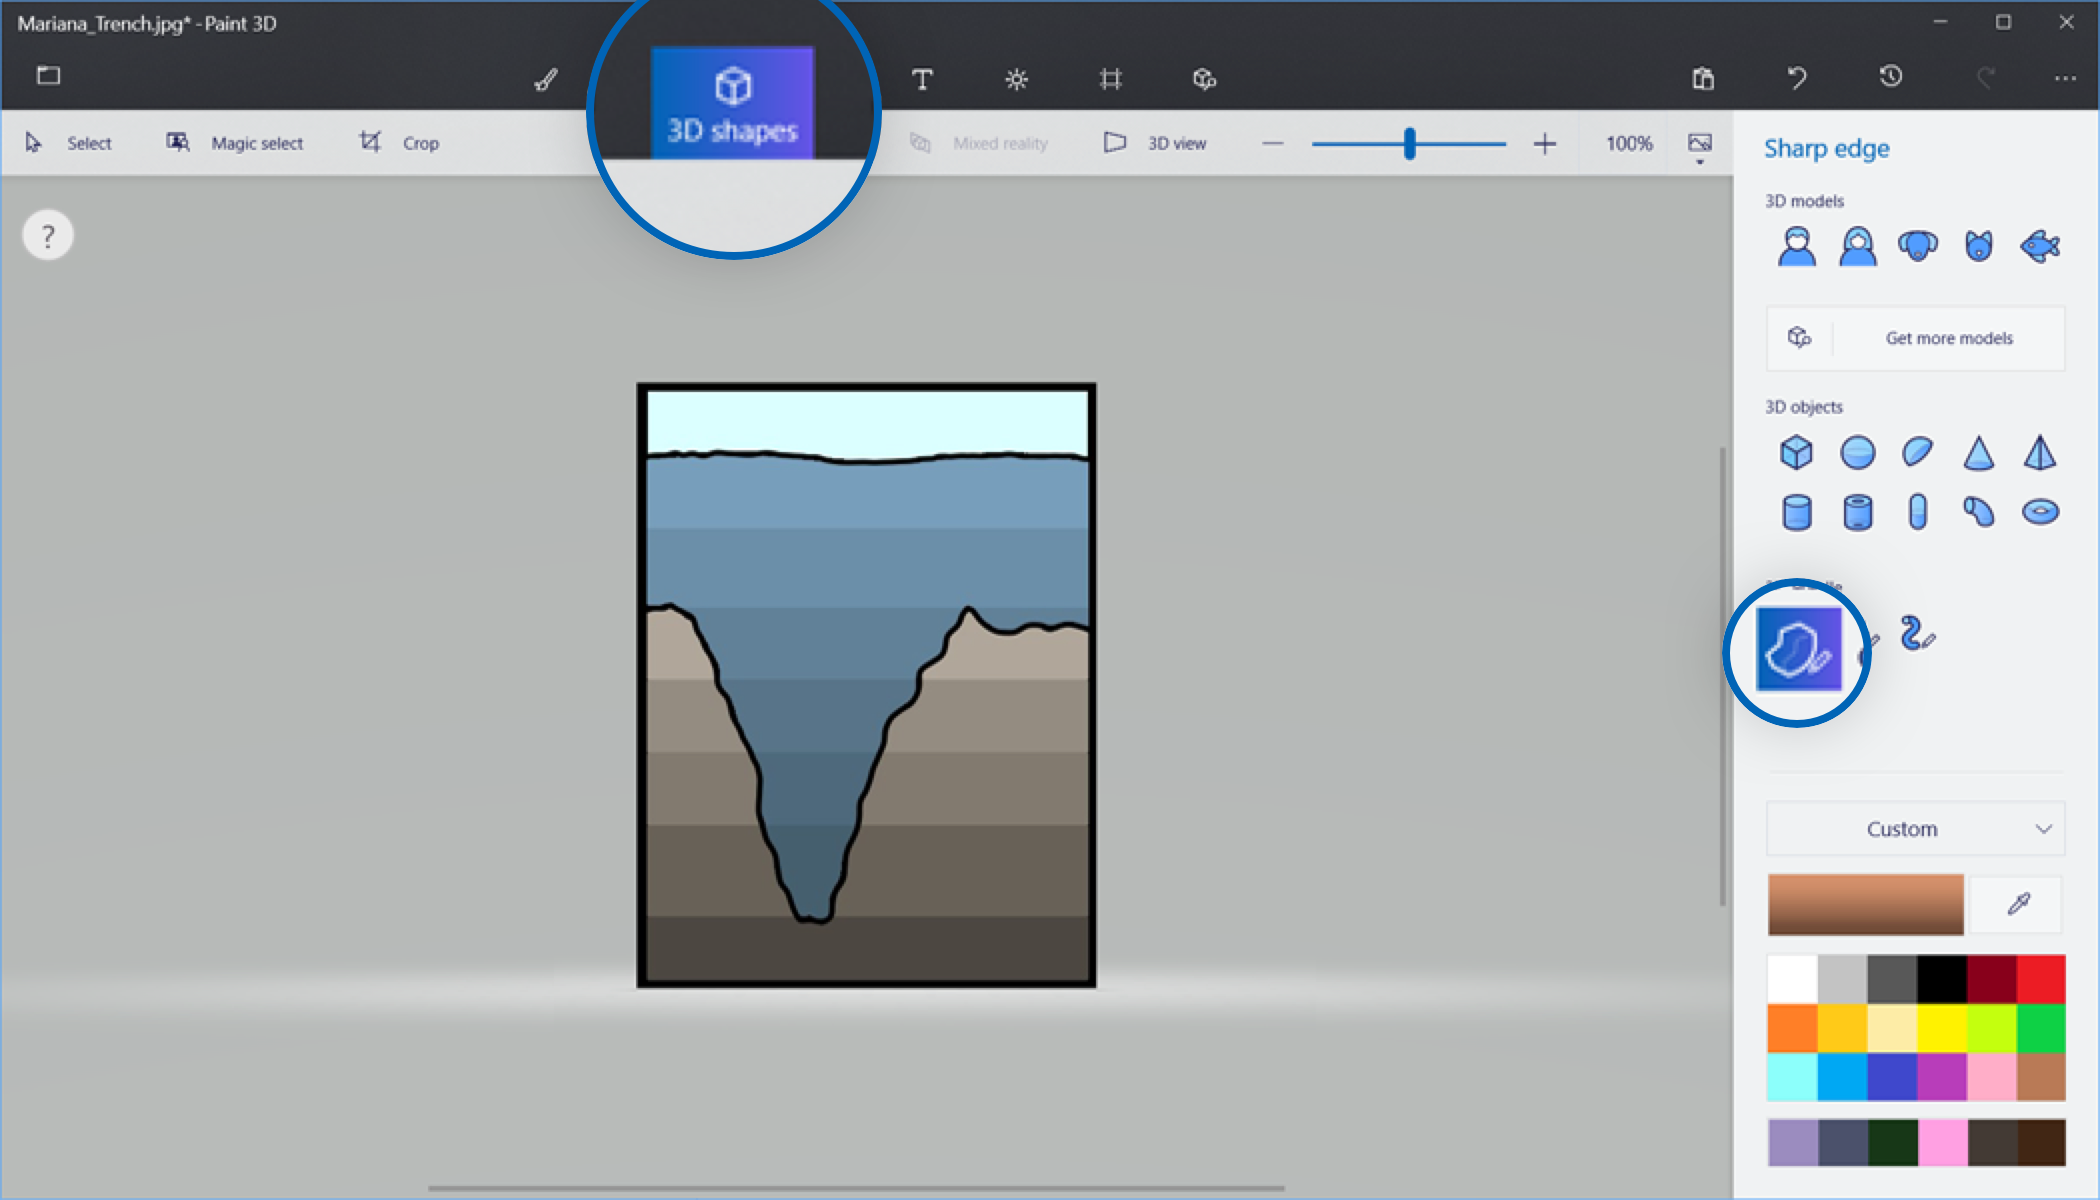 Mariana_Trench.jpg* - Paint 3D
3D shapes
Select
Magic select
Crop
Mixed reality
3D view
100%
Sharp edge
?
3D models
Get more models
3D objects
Custom